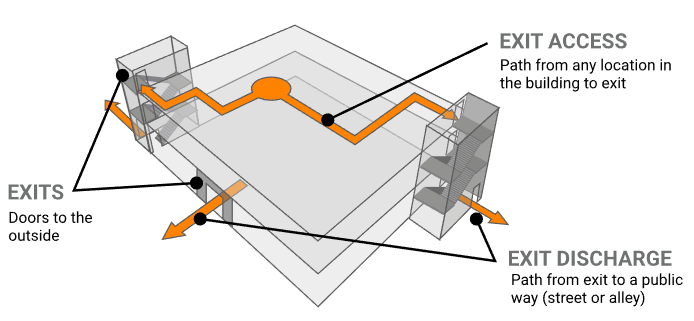 EXIT ACCESS
Path from any location in
the building to exit
EXITS
Doors to the
outside
EXIT DISCHARGE
Path from exit to a public
way (street or alley)